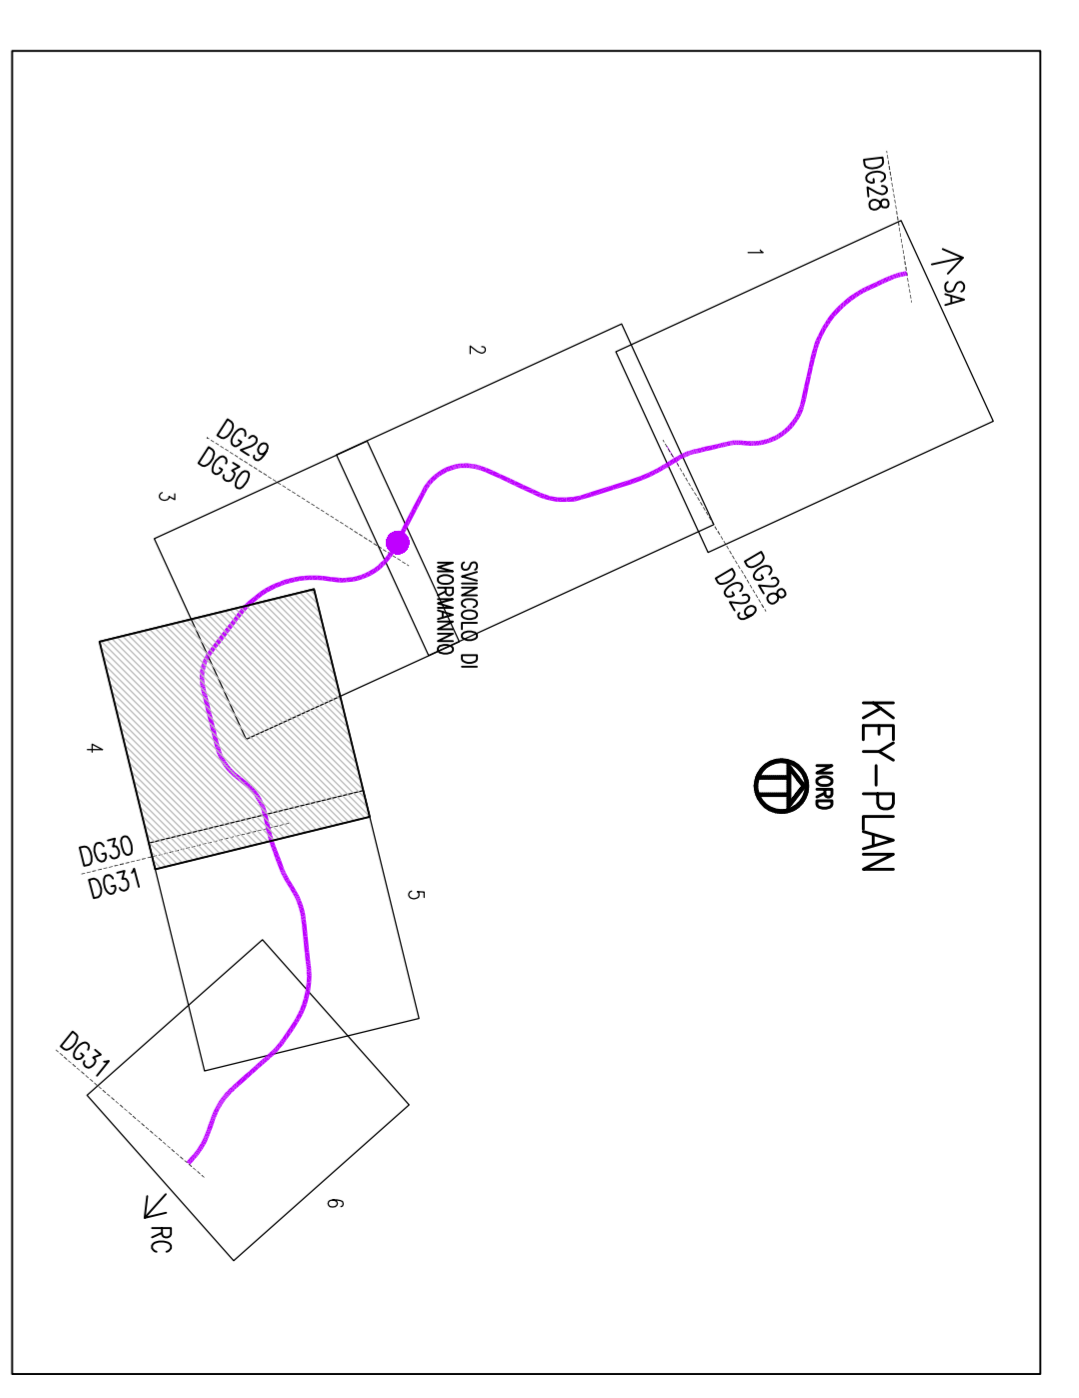 KEY-PLAN
NORD
SA
DG28
1
DG28
DG29
2
SVINCOLO DI
MORMANNO
DG29
DG30
3
4
DG30
DG31
5
DG31
6
RC